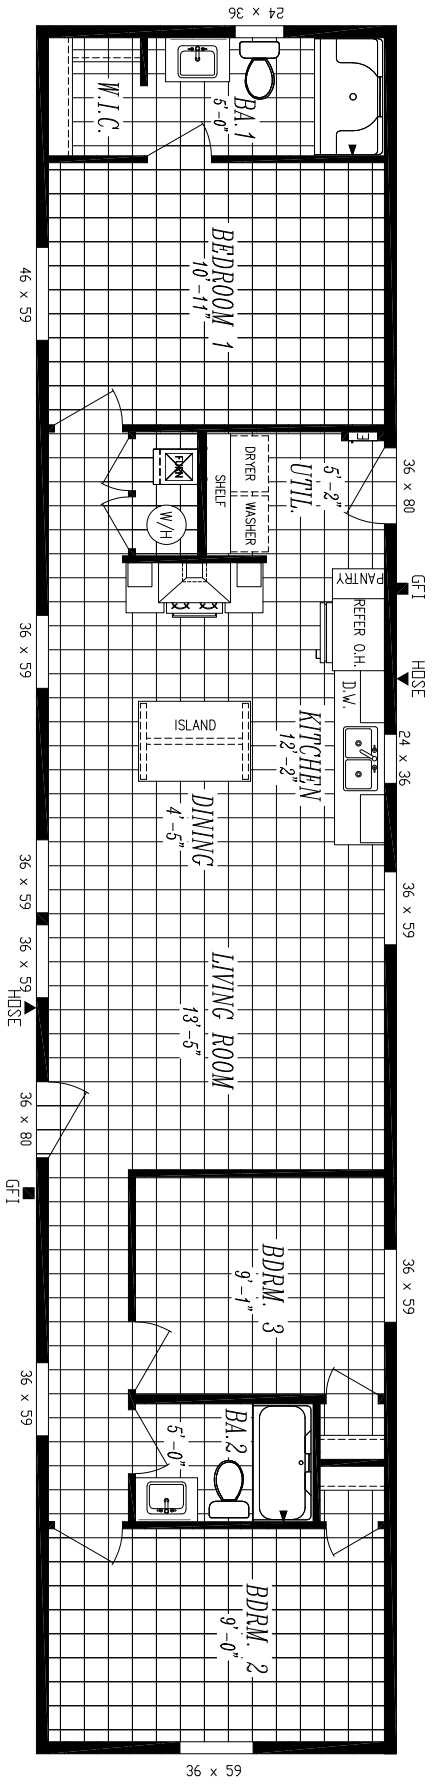 24 x 36
W.I.C.
BA.1
5'-0"
BEDROOM 1
10'-11"
46 x 59
36 x 80
5'-2"
UTIL.
DRYER
WASHER
SHELF
FURN
W/H
PANTRY
REFER O.H.
GFI
HOSE
36 x 59
D.W.
24 x 36
KITCHEN
12'-2"
ISLAND
DINING
4'-5"
36 x 59
36 x 59
36 x 59
LIVING ROOM
13'-5"
HOSE
36 x 80
GFI
BDRM. 3
9'-1"
36 x 59
36 x 59
BA.2
5'-0"
BDRM. 2
9'-0"
36 x 59